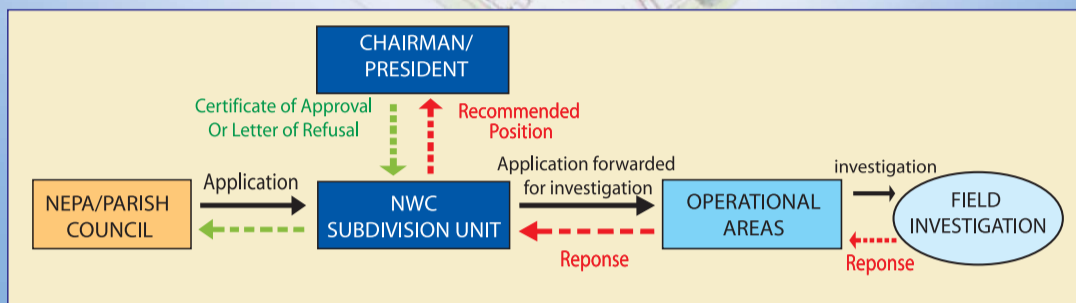 CHAIRMAN/
PRESIDENT
Certificate of Approval
Or Letter of Refusal
Recommended
Position
NEPA/PARISH
COUNCIL
Application
NWC
SUBDIVISION UNIT
Application forwarded
for investigation
Reponse
OPERATIONAL
AREAS
investigation
Reponse
FIELD
INVESTIGATION